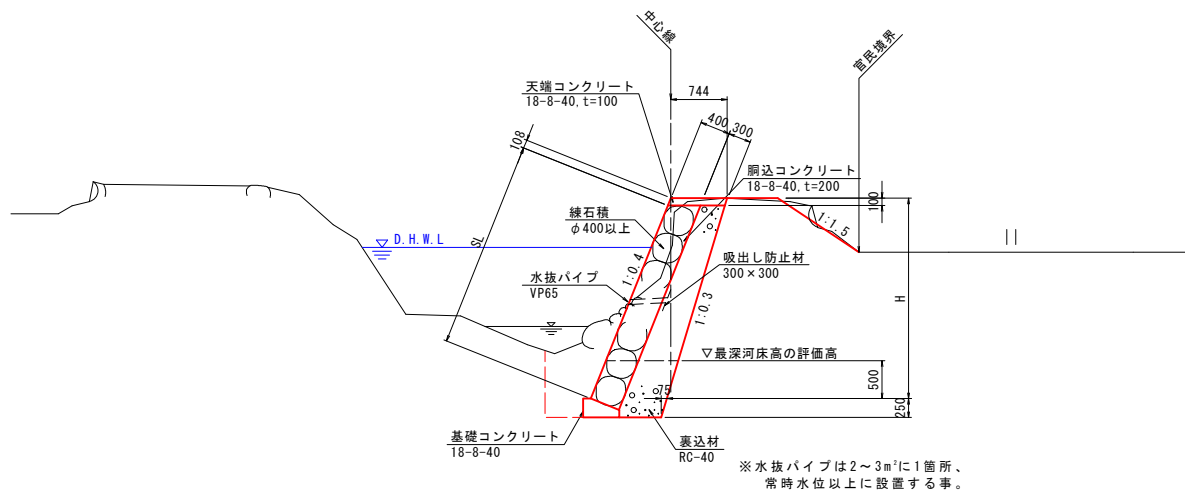 中心線
官民境界
天端コンクリート
18-8-40, t=100
744
400
300
108
胴込コンクリート
18-8-40, t=200
100
練石積
φ400以上
1:1.5
||
D.H.W.L
SL
1:0.4
吸出し防止材
300×300
水抜パイプ
VP65
1:0.3
H
▽最深河床高の評価高
500
75
250
基礎コンクリート
18-8-40
裏込材
RC-40
※水抜パイプは2~3m²に1箇所、
常時水位以上に設置する事。